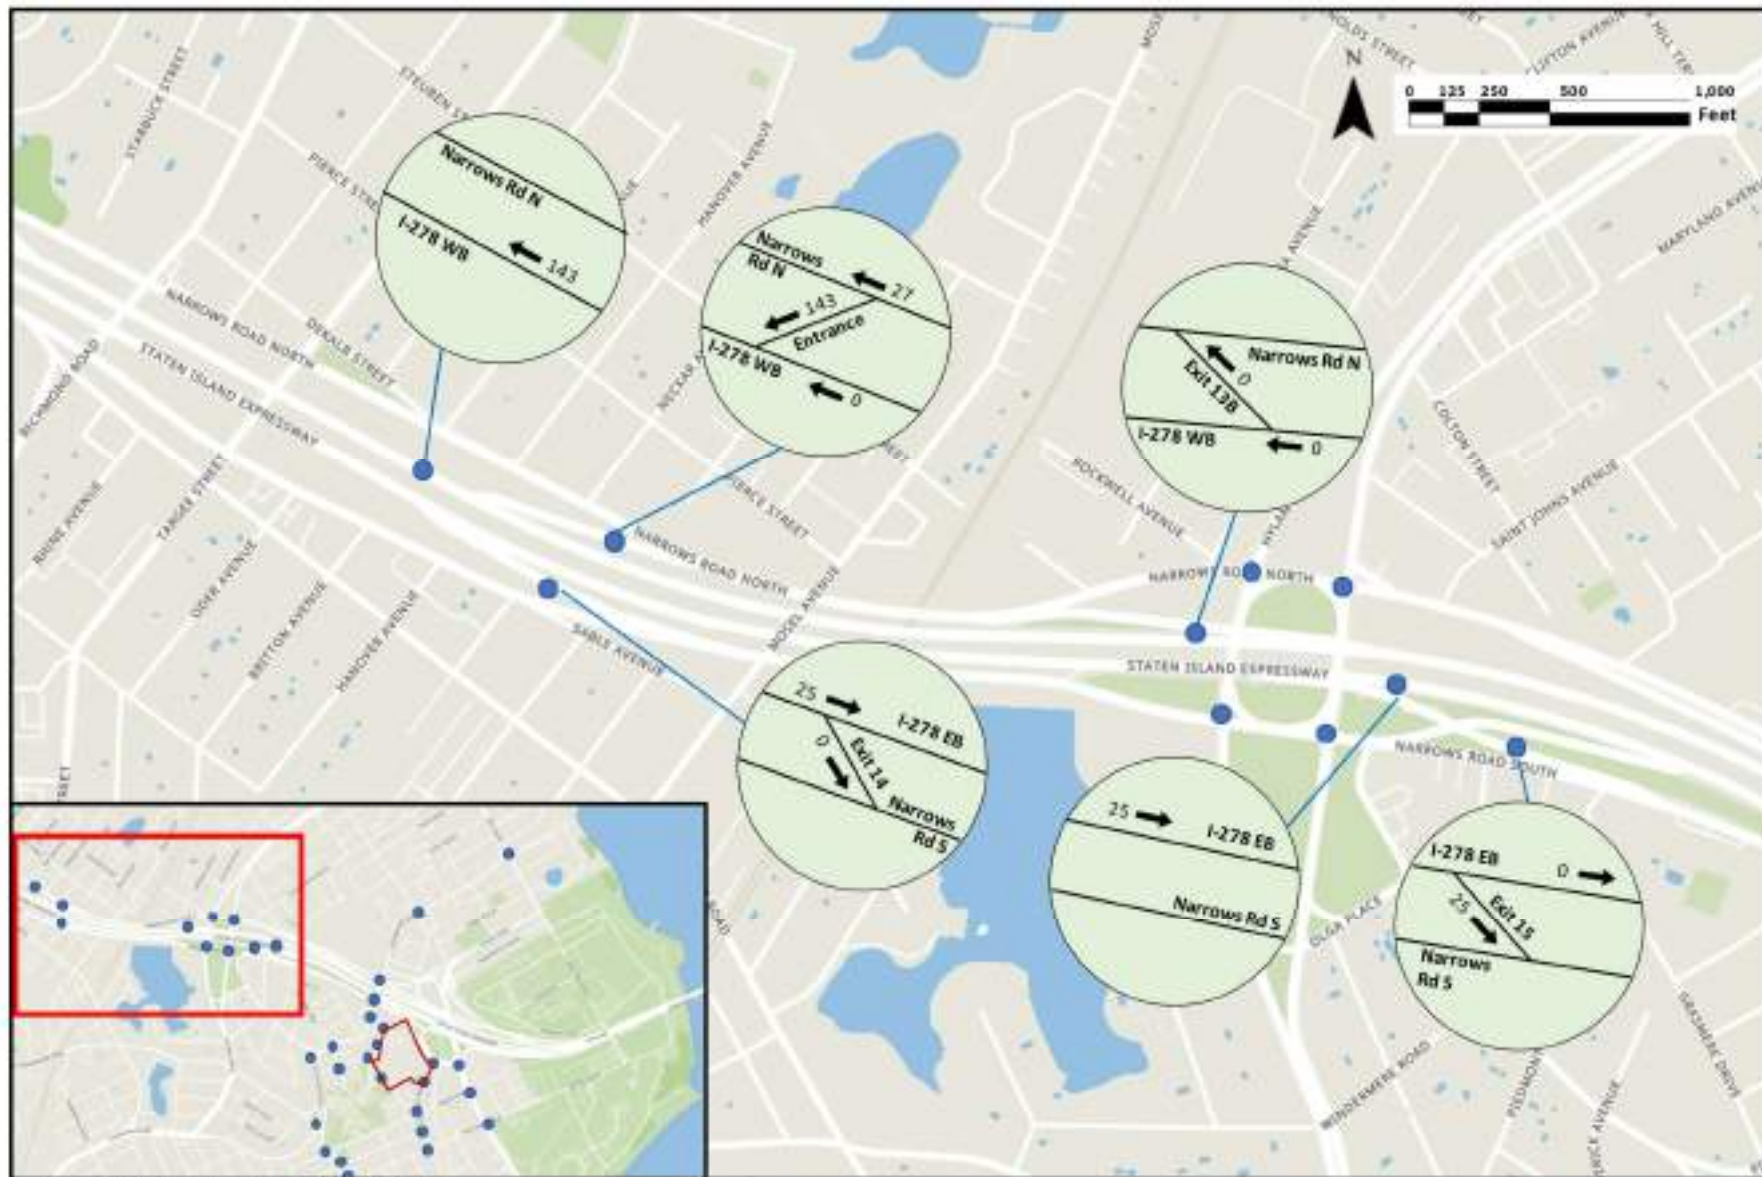 STARBUCK STREET
PIERCE STREET
HANOVER AVENUE
CLIFTON AVENUE
MARYLAND AVENUE
N
0 125 250 500 1,000
Feet
Narrows Rd N
I-278 WB
143
Narrows
Rd N
27
143
Entrance
I-278 WB
0
Narrows Rd N
Exit 13B
0
I-278 WB
0
NARROWS ROAD NORTH
DEKALB STREET
STATEN ISLAND EXPRESSWAY
RICHMOND ROAD
RHINE AVENUE
TARGEE STREET
ODER AVENUE
BRITTON AVENUE
HANOVER AVENUE
PIERCE STREET
NARROWS ROAD NORTH
MOSEL AVENUE
SABLE AVENUE
ROCKWELL AVENUE
COLTON STREET
SAINT JOHNS AVENUE
NARROWS ROAD NORTH
STATEN ISLAND EXPRESSWAY
NARROWS ROAD SOUTH
25
I-278 EB
0
Exit 14
Narrows
Rd S
25
I-278 EB
Narrows Rd S
I-278 EB
0
25
Exit 15
Narrows
Rd S
OLGA PLACE
WINDERMERE ROAD
GRASMERE DRIVE